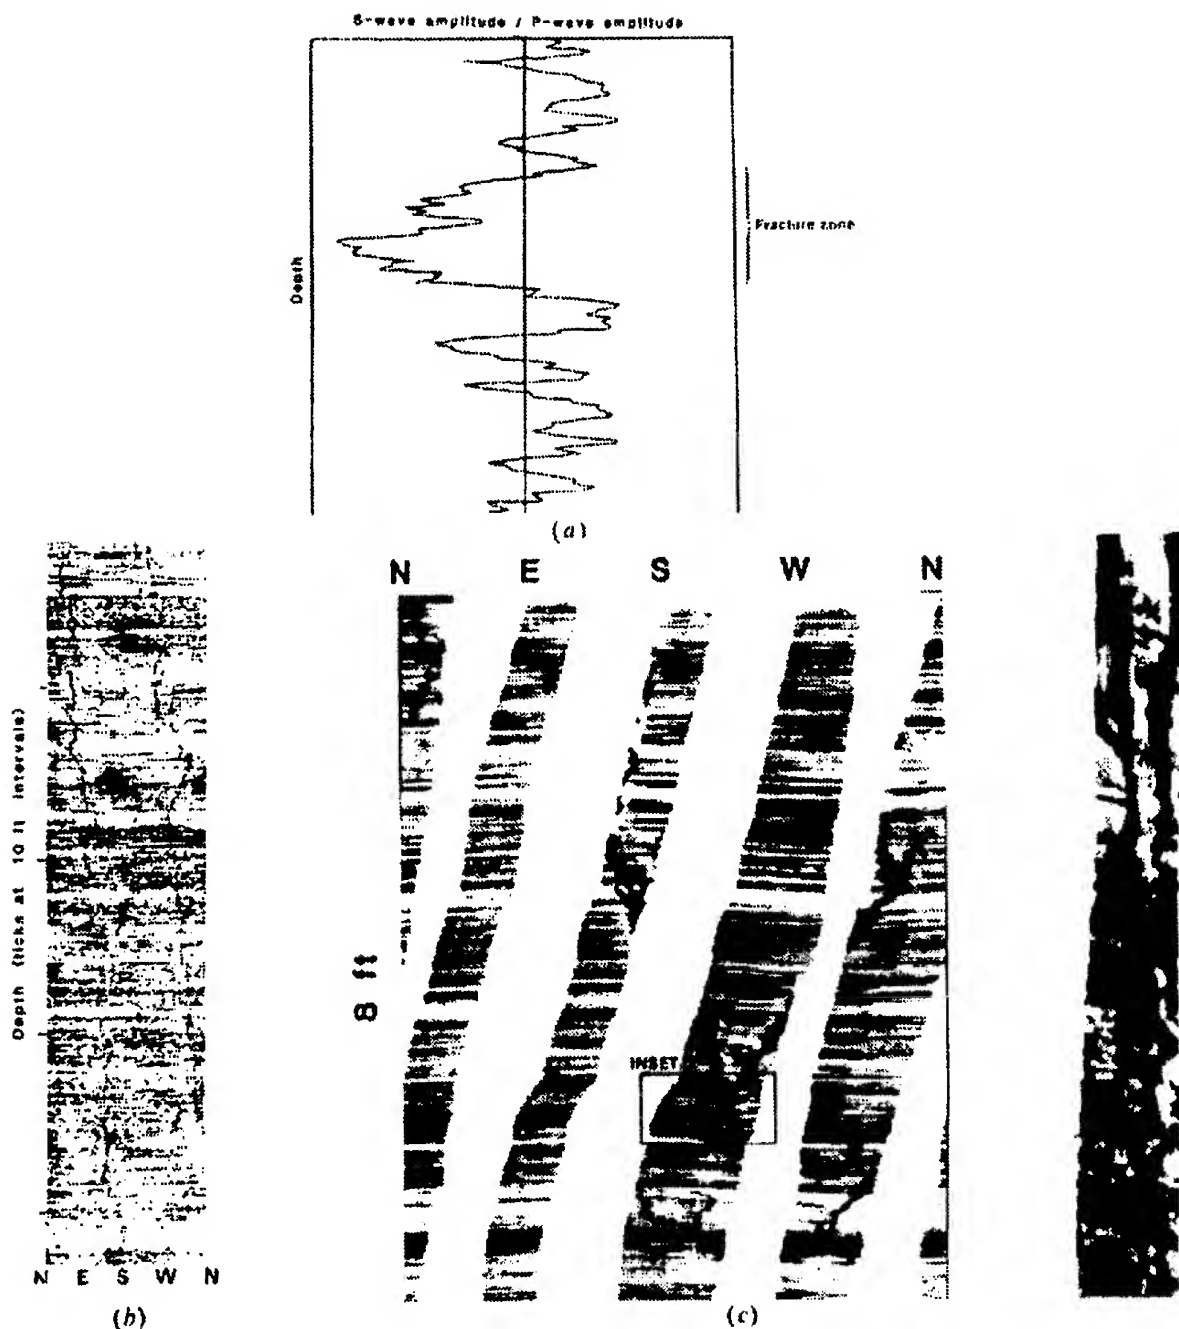 S-wave amplitude / P-wave amplitude
Depth
Fracture zone
(a)
N E S W N
Depth (ticks at 10 ft intervals)
8 ft
INSET
N E S W N
(b)
(c)